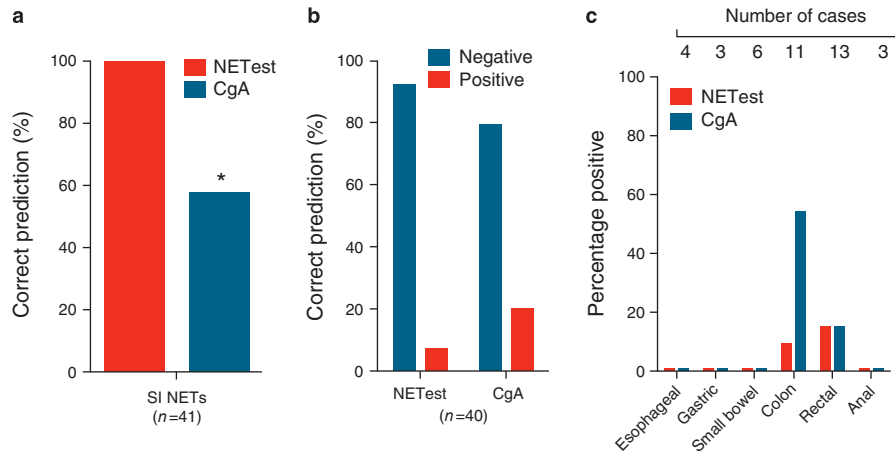 a
100
80
60
40
20
0
Correct prediction (%)
NETest
CgA
*
SI NETs
(n=41)
b
100
80
60
40
20
0
Correct prediction (%)
Negative
Positive
NETest CgA
(n=40)
c
Number of cases
4 3 6 11 13 3
100
80
60
40
20
0
Percentage positive
NETest
CgA
Esophageal
Gastric
Small bowel
Colon
Rectal
Anal